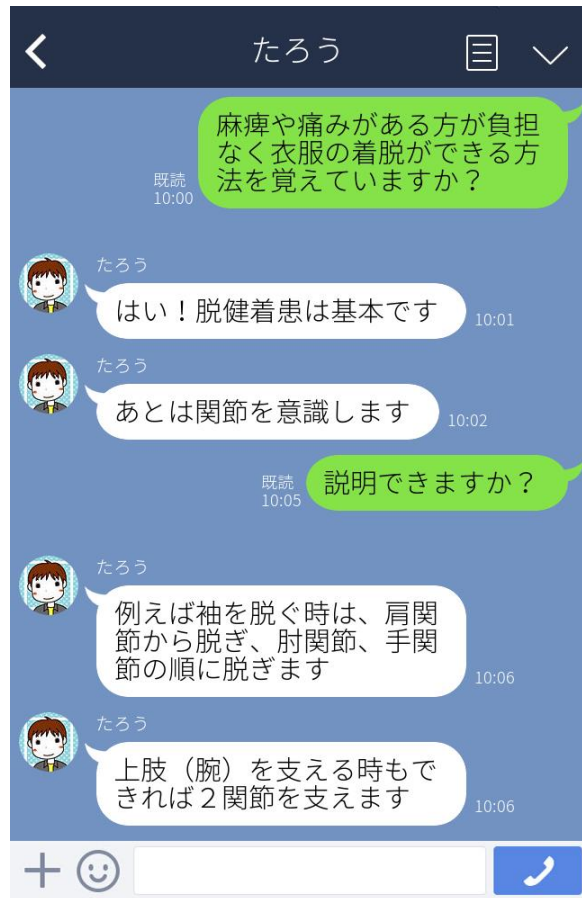 たろう
麻痺や痛みがある方が負担
なく衣服の着脱ができる方
法を覚えていますか？
既読
10:00
たろう
はい！脱健着患は基本です
10:01
たろう
あとは関節を意識します
10:02
説明できますか？
既読
10:05
たろう
例えば袖を脱ぐ時は、肩関
節から脱ぎ、肘関節、手関
節の順に脱ぎます
10:06
たろう
上肢（腕）を支える時もで
きれば２関節を支えます
10:06